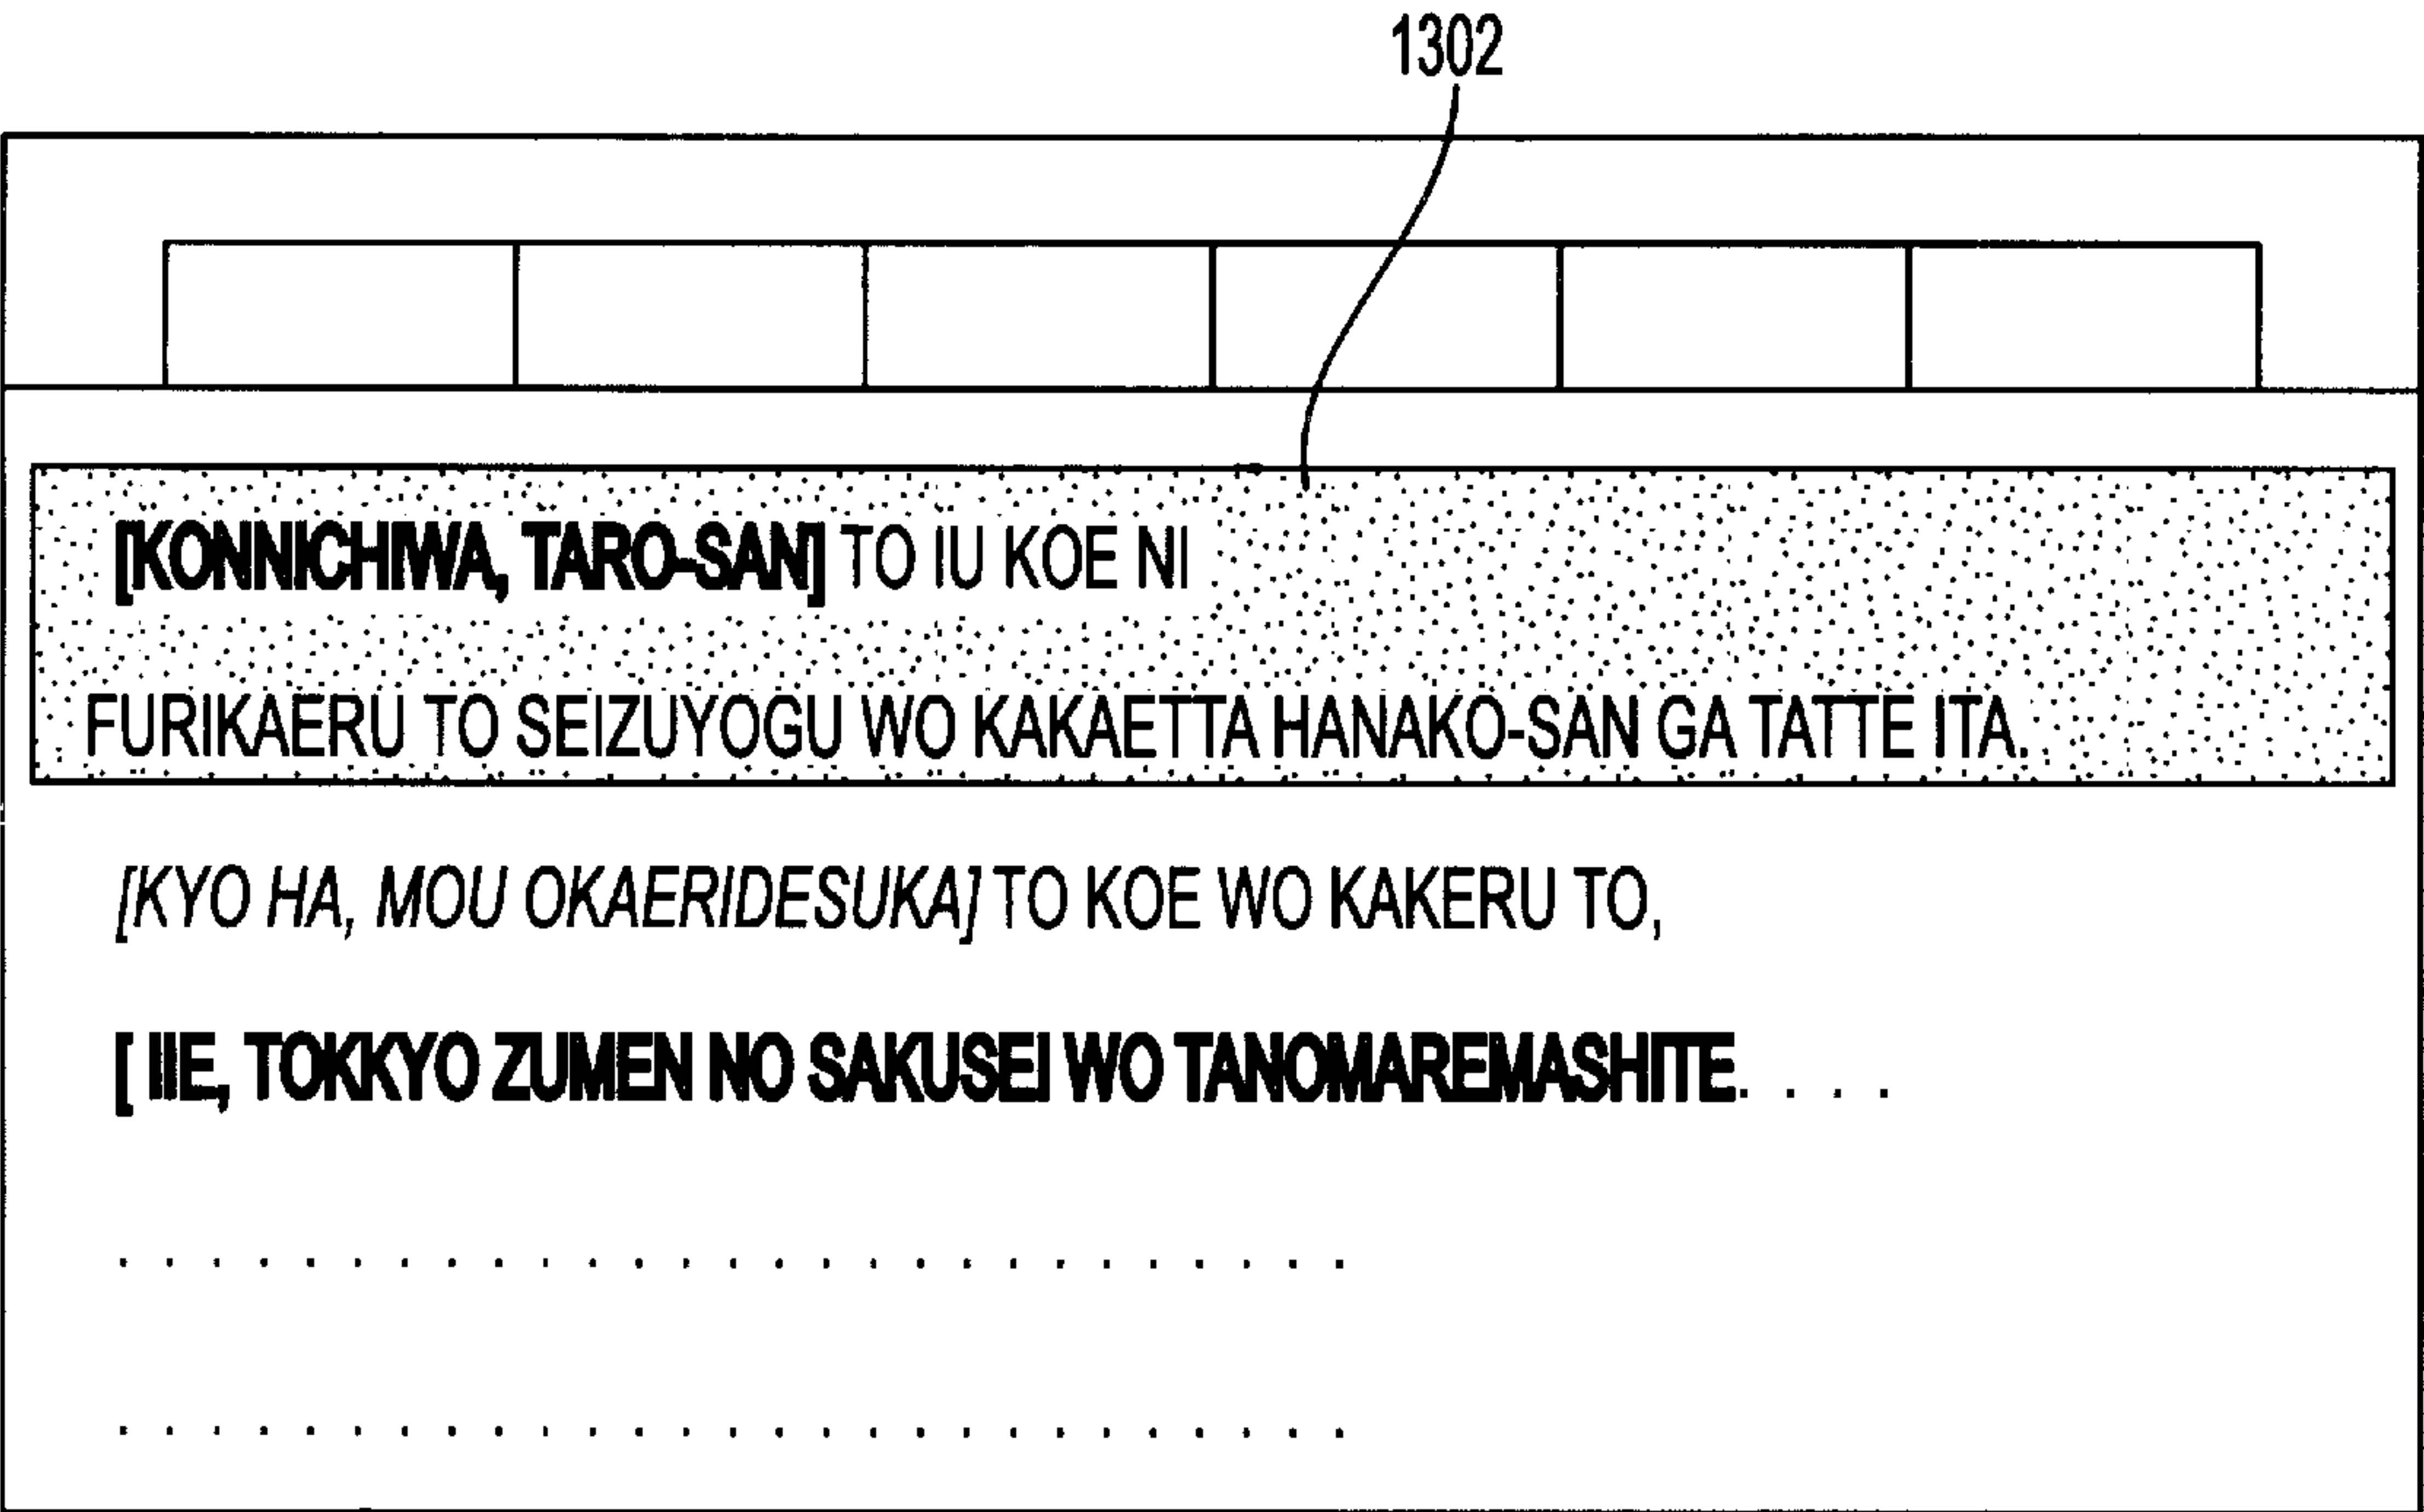 1302
[KONNICHIWA, TARO-SAN] TO IU KOE NI
FURIKAERU TO SEIZUYOGU WO KAKAETTA HANAKO-SAN GA TATTE ITA.
[KYO HA, MOU OKAERIDESUKA] TO KOE WO KAKERU TO,
[ IIE, TOKKYO ZUMEN NO SAKUSEI WO TANOMAREMASHITE. . . .
. . . . . . . . . . . . . . . . . . . . . . . . . . .
. . . . . . . . . . . . . . . . . . . . . . . . . . .